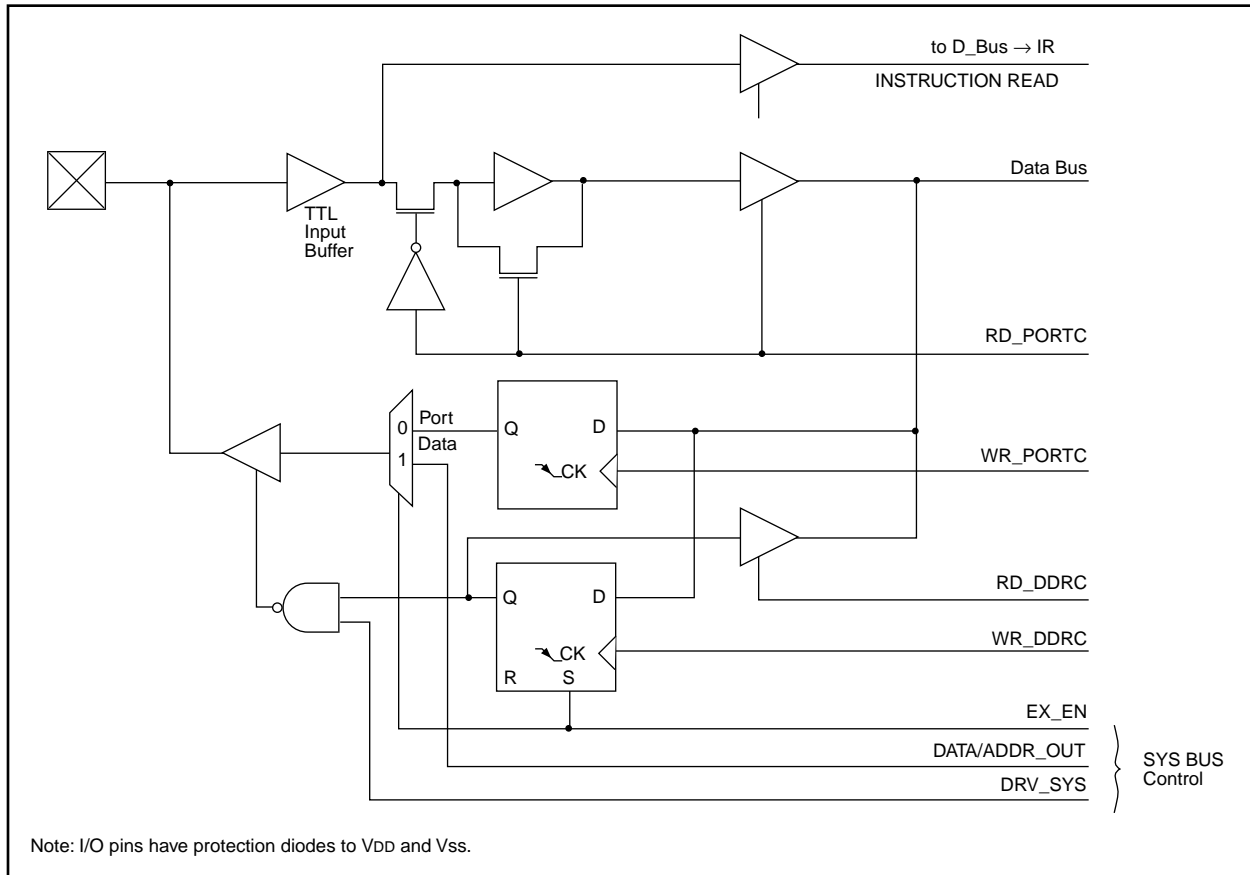 to D_Bus → IR
INSTRUCTION READ
Data Bus
TTL
Input
Buffer
RD_PORTC
0
Port
Data
1
Q
D
CK
WR_PORTC
Q
D
CK
R
S
RD_DDRC
WR_DDRC
EX_EN
DATA/ADDR_OUT
DRV_SYS
SYS BUS
Control
Note: I/O pins have protection diodes to VDD and Vss.